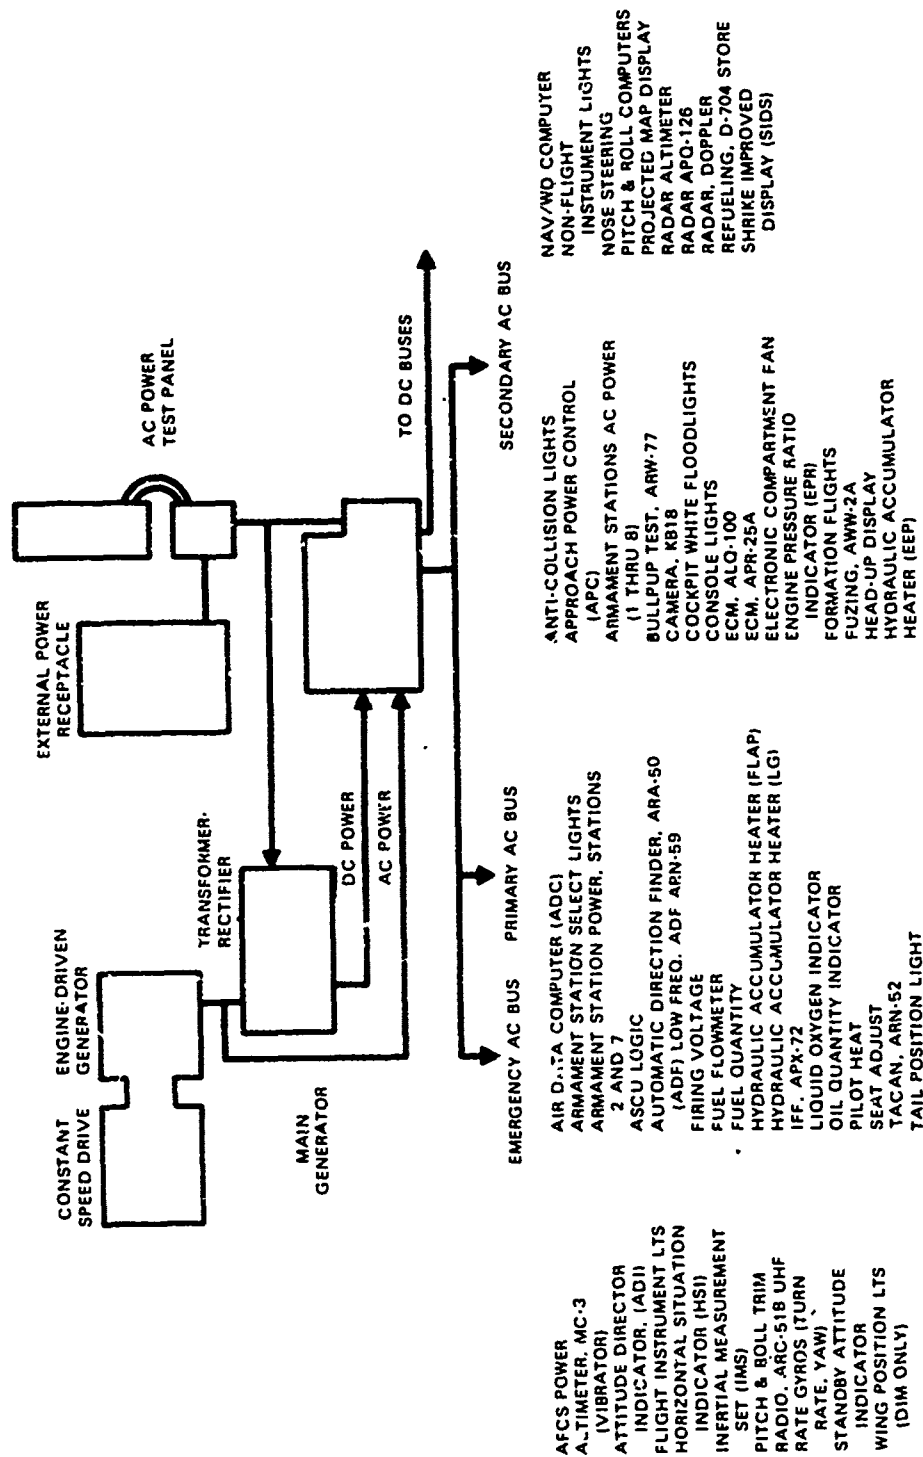 CONSTANT
SPEED DRIVE
ENGINE-DRIVEN
GENERATOR
MAIN
GENERATOR
TRANSFORMER-
RECTIFIER
DC POWER
AC POWER
EXTERNAL POWER
RECEPTACLE
AC POWER
TEST PANEL
TO DC BUSES
EMERGENCY AC BUS
PRIMARY AC BUS
SECONDARY AC BUS
AFCS POWER
ALTIMETER, MC-3
(VIBRATOR)
ATTITUDE DIRECTOR
INDICATOR, (ADI)
FLIGHT INSTRUMENT LTS
HORIZONTAL SITUATION
INDICATOR (HSI)
INERTIAL MEASUREMENT
SET (IMS)
PITCH & ROLL TRIM
RADIO, ARC-51B UHF
RATE GYROS (TURN
RATE, YAW)
STANDBY ATTITUDE
INDICATOR
WING POSITION LTS
(DIM ONLY)
AIR DATA COMPUTER (ADC)
ARMAMENT STATION SELECT LIGHTS
ARMAMENT STATION POWER, STATIONS
2 AND 7
ASCU LOGIC
AUTOMATIC DIRECTION FINDER, ARA-50
(ADF) LOW FREQ. ADF ARN-59
FIRING VOLTAGE
FUEL FLOWMETER
FUEL QUANTITY
HYDRAULIC ACCUMULATOR HEATER (FLAP)
HYDRAULIC ACCUMULATOR HEATER (LG)
IFF, APX-72
LIQUID OXYGEN INDICATOR
OIL QUANTITY INDICATOR
PILOT HEAT
SEAT ADJUST
TACAN, ARN-52
TAIL POSITION LIGHT
ANTI-COLLISION LIGHTS
APPROACH POWER CONTROL
(APC)
ARMAMENT STATIONS AC POWER
(1 THRU 8)
BULLPUP TEST, ARW-77
CAMERA, KB18
COCKPIT WHITE FLOODLIGHTS
CONSOLE LIGHTS
ECM, ALQ-100
ECM, APR-25A
ELECTRONIC COMPARTMENT FAN
ENGINE PRESSURE RATIO
INDICATOR (EPR)
FORMATION FLIGHTS
FUZING, AWW-2A
HEAD-UP DISPLAY
HYDRAULIC ACCUMULATOR
HEATER (EEP)
NAV/WD COMPUTER
NON-FLIGHT
INSTRUMENT LIGHTS
NOSE STEERING
PITCH & ROLL COMPUTERS
PROJECTED MAP DISPLAY
RADAR ALTIMETER
RADAR APQ-126
RADAR, DOPPLER
REFUELING, D-704 STORE
SHRIKE IMPROVED
DISPLAY (SIDS)